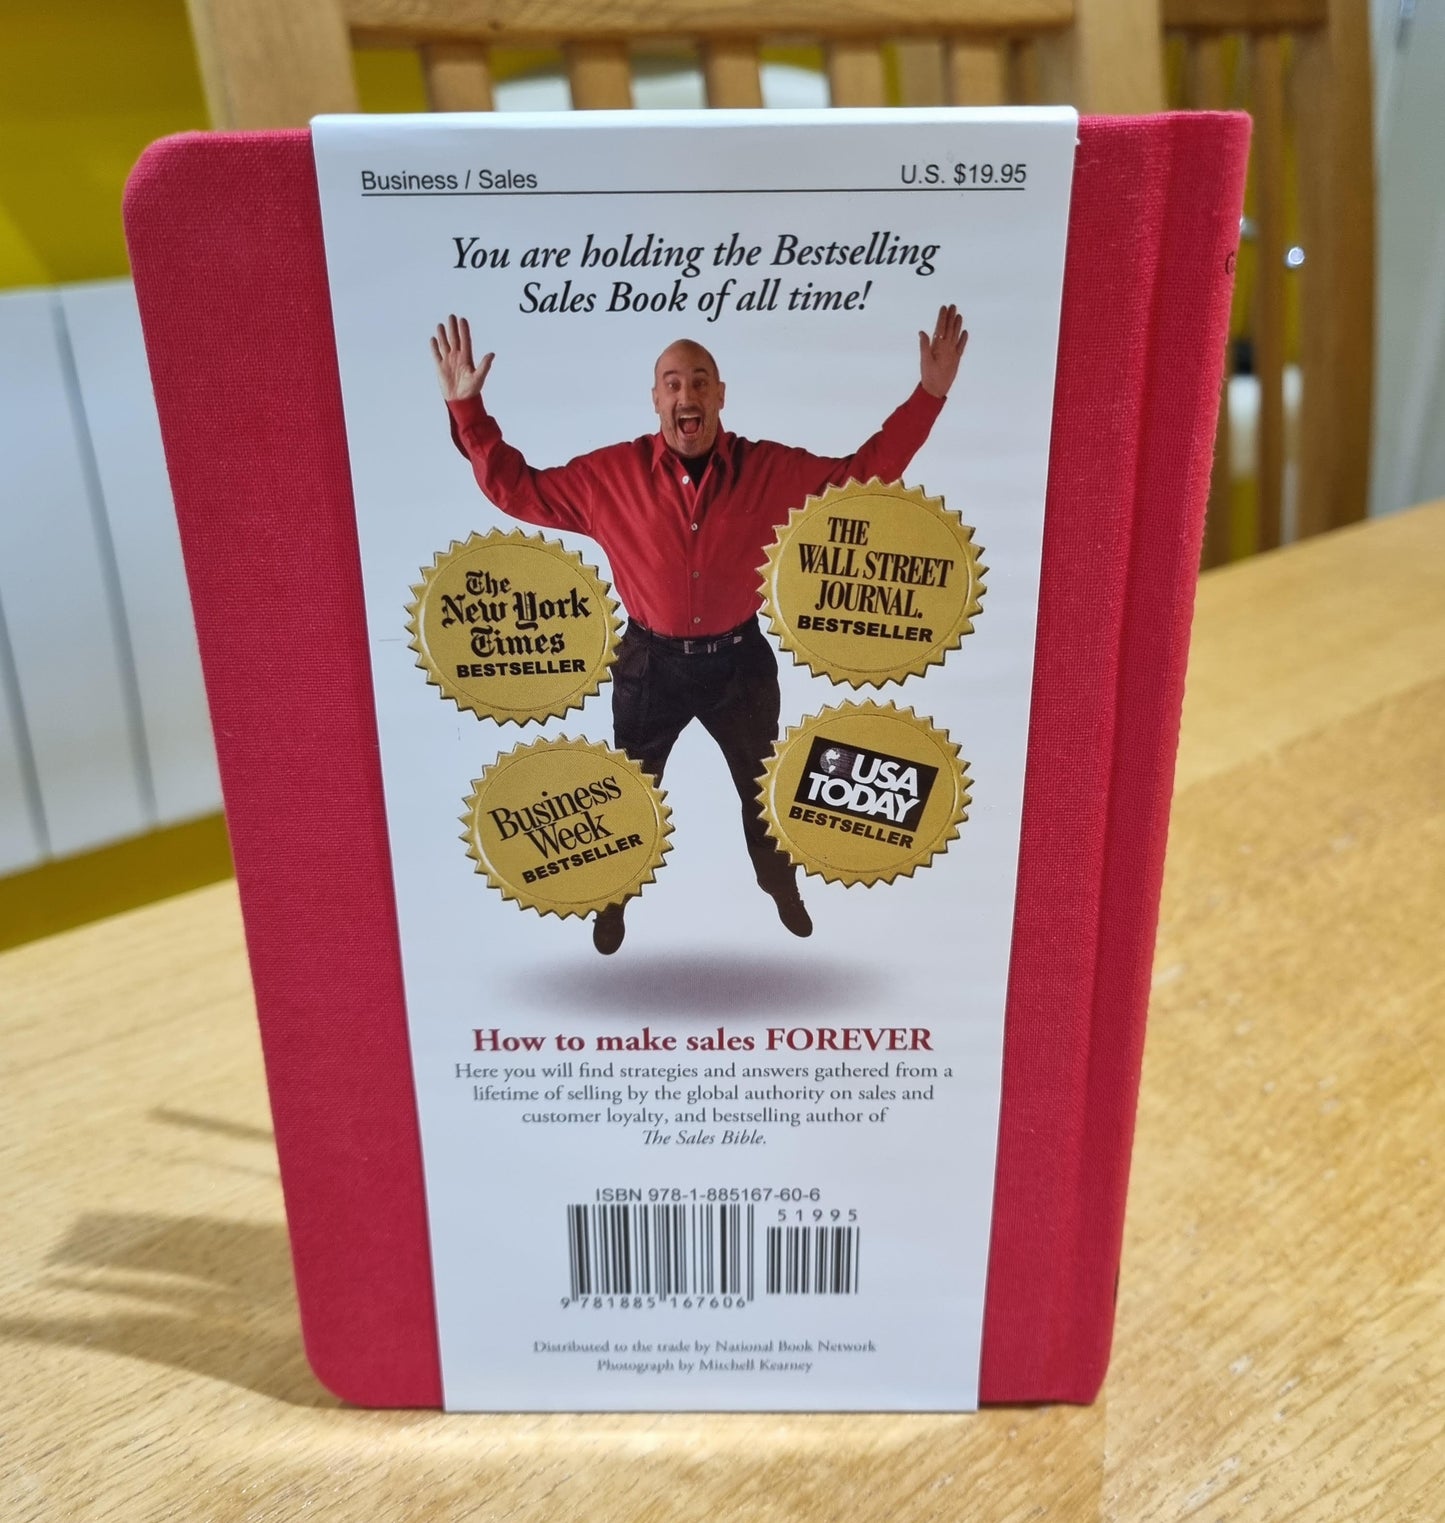 Business / Sales
U.S. $19.95
You are holding the Bestselling
Sales Book of all time!
The
New York
Times
BESTSELLER
THE
WALL STREET
JOURNAL.
BESTSELLER
Business
Week
BESTSELLER
USA
TODAY
BESTSELLER
How to make sales FOREVER
Here you will find strategies and answers gathered from a
lifetime of selling by the global authority on sales and
customer loyalty, and bestselling author of
The Sales Bible.
ISBN 978-1-885167-60-6
51995
9 781885 167606
Distributed to the trade by National Book Network
Photograph by Mitchell Kearney